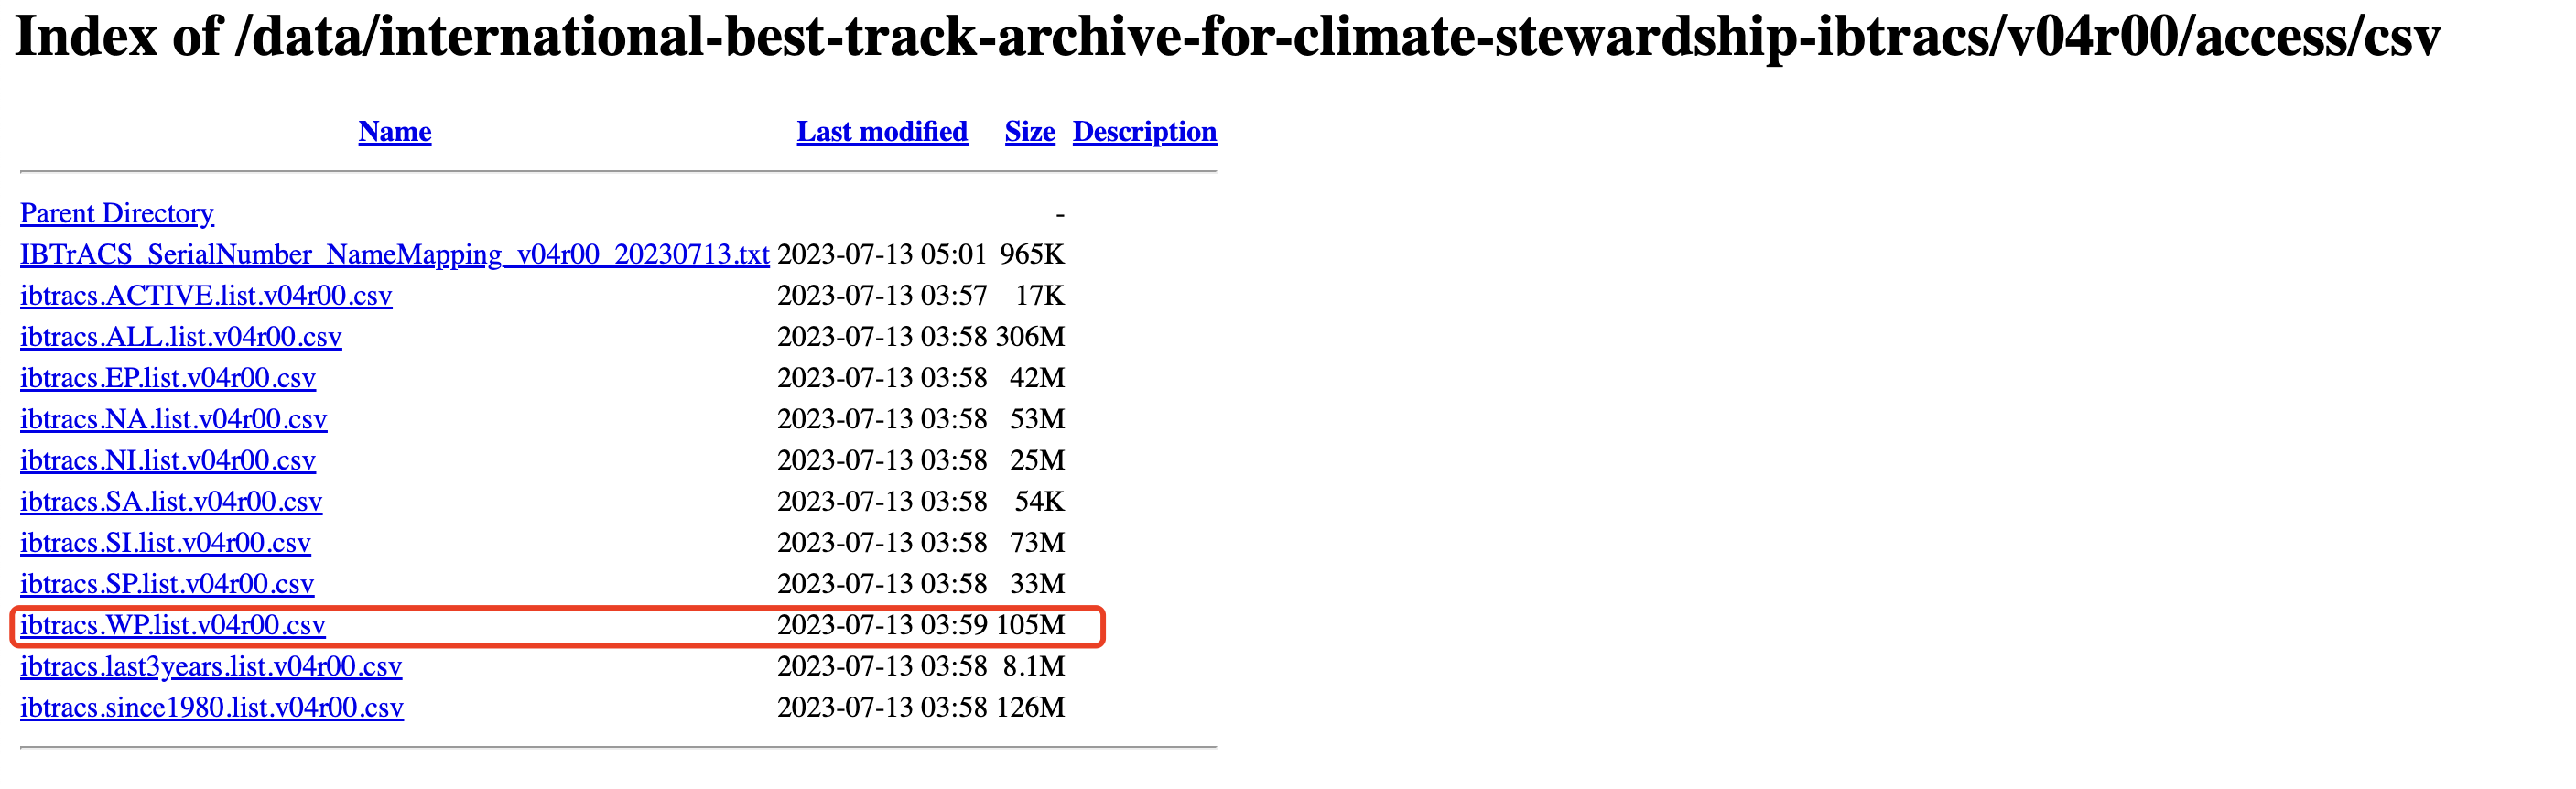 Index of /data/international-best-track-archive-for-climate-stewardship-ibtracs/v04r00/access/csv
Name Last modified Size Description
Parent Directory -
IBTrACS_SerialNumber_NameMapping_v04r00_20230713.txt 2023-07-13 05:01 965K
ibtracs.ACTIVE.list.v04r00.csv 2023-07-13 03:57 17K
ibtracs.ALL.list.v04r00.csv 2023-07-13 03:58 306M
ibtracs.EP.list.v04r00.csv 2023-07-13 03:58 42M
ibtracs.NA.list.v04r00.csv 2023-07-13 03:58 53M
ibtracs.NI.list.v04r00.csv 2023-07-13 03:58 25M
ibtracs.SA.list.v04r00.csv 2023-07-13 03:58 54K
ibtracs.SI.list.v04r00.csv 2023-07-13 03:58 73M
ibtracs.SP.list.v04r00.csv 2023-07-13 03:58 33M
ibtracs.WP.list.v04r00.csv 2023-07-13 03:59 105M
ibtracs.last3years.list.v04r00.csv 2023-07-13 03:58 8.1M
ibtracs.since1980.list.v04r00.csv 2023-07-13 03:58 126M